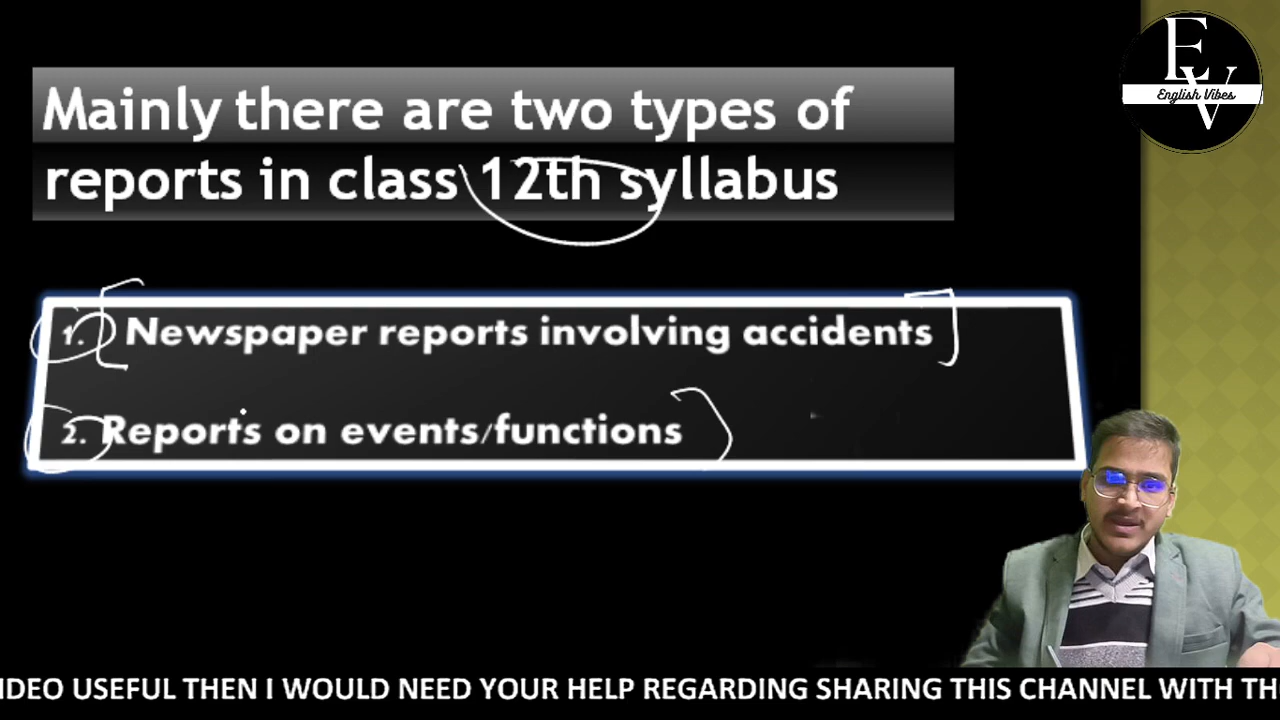 Mainly there are two types of
reports in class 12th syllabus
1. Newspaper reports involving accidents
2. Reports on events/functions
E
V
English Vibes
IDEO USEFUL THEN I WOULD NEED YOUR HELP REGARDING SHARING THIS CHANNEL WITH TH